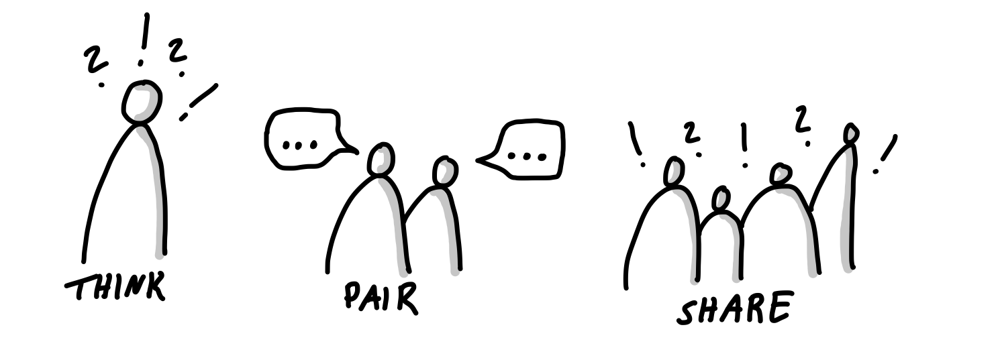 ? ! ? !
... ...
! ? ! ? !
THINK
PAIR
SHARE